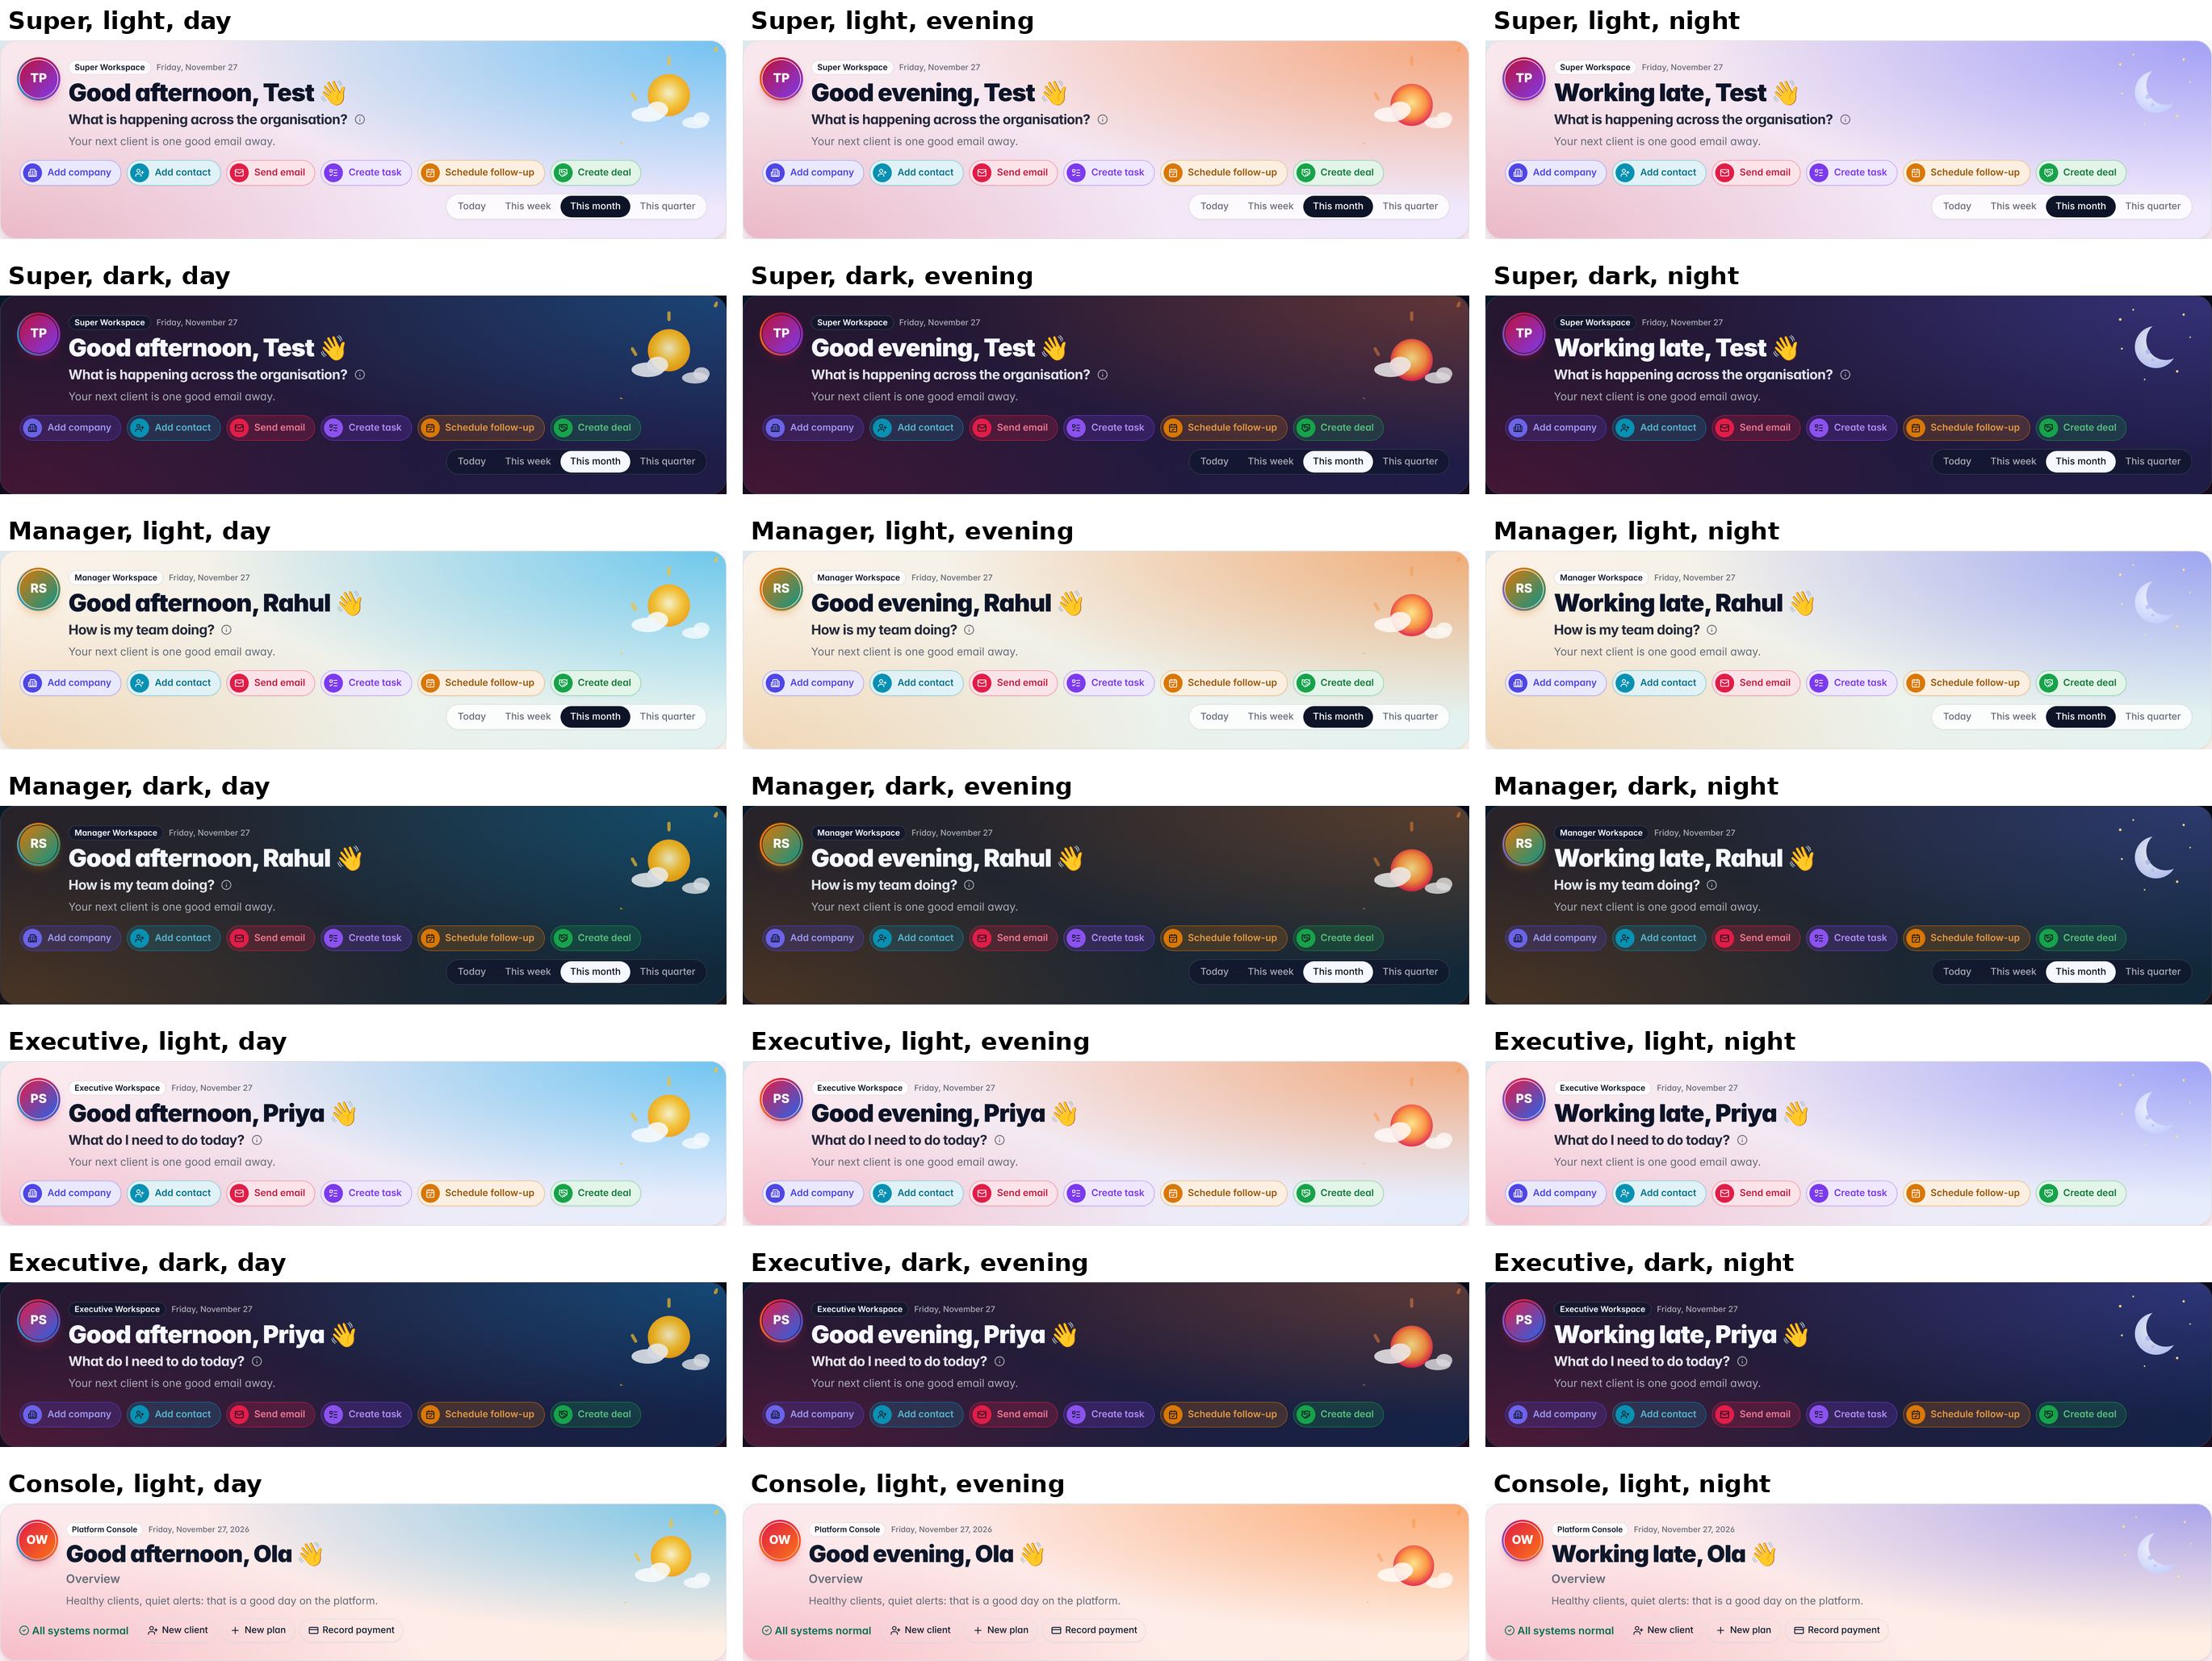 Super, light, day
Super Workspace Friday, November 27
TP
Good afternoon, Test 👋
What is happening across the organisation?
Your next client is one good email away.
Add company Add contact Send email Create task Schedule follow-up Create deal
Today This week This month This quarter
Super, light, evening
Super Workspace Friday, November 27
TP
Good evening, Test 👋
What is happening across the organisation?
Your next client is one good email away.
Add company Add contact Send email Create task Schedule follow-up Create deal
Today This week This month This quarter
Super, light, night
Super Workspace Friday, November 27
TP
Working late, Test 👋
What is happening across the organisation?
Your next client is one good email away.
Add company Add contact Send email Create task Schedule follow-up Create deal
Today This week This month This quarter
Super, dark, day
Super Workspace Friday, November 27
TP
Good afternoon, Test 👋
What is happening across the organisation?
Your next client is one good email away.
Add company Add contact Send email Create task Schedule follow-up Create deal
Today This week This month This quarter
Super, dark, evening
Super Workspace Friday, November 27
TP
Good evening, Test 👋
What is happening across the organisation?
Your next client is one good email away.
Add company Add contact Send email Create task Schedule follow-up Create deal
Today This week This month This quarter
Super, dark, night
Super Workspace Friday, November 27
TP
Working late, Test 👋
What is happening across the organisation?
Your next client is one good email away.
Add company Add contact Send email Create task Schedule follow-up Create deal
Today This week This month This quarter
Manager, light, day
Manager Workspace Friday, November 27
RS
Good afternoon, Rahul 👋
How is my team doing?
Your next client is one good email away.
Add company Add contact Send email Create task Schedule follow-up Create deal
Today This week This month This quarter
Manager, light, evening
Manager Workspace Friday, November 27
RS
Good evening, Rahul 👋
How is my team doing?
Your next client is one good email away.
Add company Add contact Send email Create task Schedule follow-up Create deal
Today This week This month This quarter
Manager, light, night
Manager Workspace Friday, November 27
RS
Working late, Rahul 👋
How is my team doing?
Your next client is one good email away.
Add company Add contact Send email Create task Schedule follow-up Create deal
Today This week This month This quarter
Manager, dark, day
Manager Workspace Friday, November 27
RS
Good afternoon, Rahul 👋
How is my team doing?
Your next client is one good email away.
Add company Add contact Send email Create task Schedule follow-up Create deal
Today This week This month This quarter
Manager, dark, evening
Manager Workspace Friday, November 27
RS
Good evening, Rahul 👋
How is my team doing?
Your next client is one good email away.
Add company Add contact Send email Create task Schedule follow-up Create deal
Today This week This month This quarter
Manager, dark, night
Manager Workspace Friday, November 27
RS
Working late, Rahul 👋
How is my team doing?
Your next client is one good email away.
Add company Add contact Send email Create task Schedule follow-up Create deal
Today This week This month This quarter
Executive, light, day
Executive Workspace Friday, November 27
PS
Good afternoon, Priya 👋
What do I need to do today?
Your next client is one good email away.
Add company Add contact Send email Create task Schedule follow-up Create deal
Executive, light, evening
Executive Workspace Friday, November 27
PS
Good evening, Priya 👋
What do I need to do today?
Your next client is one good email away.
Add company Add contact Send email Create task Schedule follow-up Create deal
Executive, light, night
Executive Workspace Friday, November 27
PS
Working late, Priya 👋
What do I need to do today?
Your next client is one good email away.
Add company Add contact Send email Create task Schedule follow-up Create deal
Executive, dark, day
Executive Workspace Friday, November 27
PS
Good afternoon, Priya 👋
What do I need to do today?
Your next client is one good email away.
Add company Add contact Send email Create task Schedule follow-up Create deal
Executive, dark, evening
Executive Workspace Friday, November 27
PS
Good evening, Priya 👋
What do I need to do today?
Your next client is one good email away.
Add company Add contact Send email Create task Schedule follow-up Create deal
Executive, dark, night
Executive Workspace Friday, November 27
PS
Working late, Priya 👋
What do I need to do today?
Your next client is one good email away.
Add company Add contact Send email Create task Schedule follow-up Create deal
Console, light, day
Platform Console Friday, November 27, 2026
OW
Good afternoon, Ola 👋
Overview
Healthy clients, quiet alerts: that is a good day on the platform.
All systems normal New client New plan Record payment
Console, light, evening
Platform Console Friday, November 27, 2026
OW
Good evening, Ola 👋
Overview
Healthy clients, quiet alerts: that is a good day on the platform.
All systems normal New client New plan Record payment
Console, light, night
Platform Console Friday, November 27, 2026
OW
Working late, Ola 👋
Overview
Healthy clients, quiet alerts: that is a good day on the platform.
All systems normal New client New plan Record payment